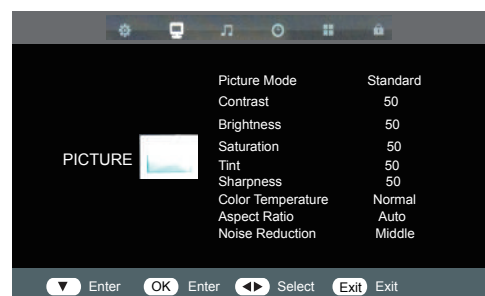 Picture Mode Standard
Contrast 50
Brightness 50
Saturation 50
PICTURE
Tint 50
Sharpness 50
Color Temperature Normal
Aspect Ratio Auto
Noise Reduction Middle
Enter OK Enter Select Exit Exit